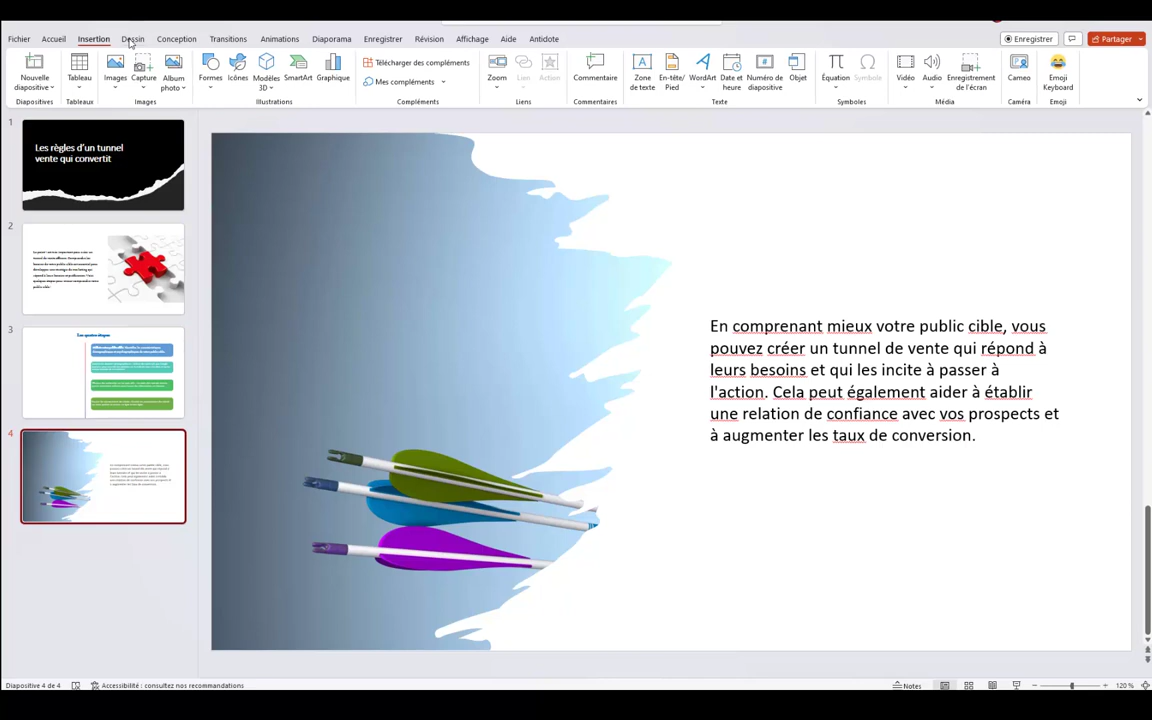 Fichier Accueil Insertion Dessin Conception Transitions Animations Diaporama Enregistrer Révision Affichage Aide Antidote Enregistrer Partager
Nouvelle diapositive Tableau Images Capture Album photo Formes Icônes Modèles 3D SmartArt Graphique Télécharger des compléments Mes compléments Zoom Lien Action Commentaire Zone de texte En-tête/ Pied WordArt Date et heure Numéro de diapositive Objet Équation Symbole Vidéo Audio Enregistrement de l'écran Cameo Emoji Keyboard
Diapositives Tableaux Images Illustrations Compléments Liens Commentaires Texte Symboles Média Caméra Emoji
1
Les règles d'un tunnel
vente qui convertit
2
3
4
En comprenant mieux votre public cible, vous
pouvez créer un tunnel de vente qui répond à
leurs besoins et qui les incite à passer à
l'action. Cela peut également aider à établir
une relation de confiance avec vos prospects et
à augmenter les taux de conversion.
Diapositive 4 de 4 Accessibilité : consultez nos recommandations Notes 120 %